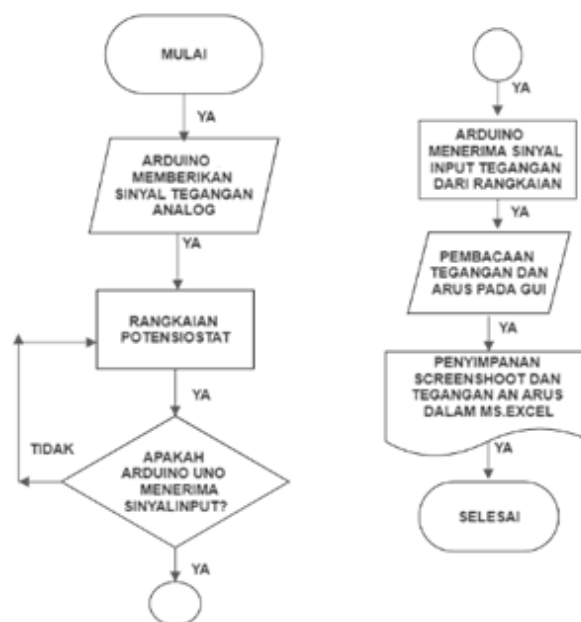 MULAI
YA
ARDUINO
MEMBERIKAN
SINYAL TEGANGAN
ANALOG
YA
RANGKAIAN
POTENSIOSTAT
YA
TIDAK
APAKAH
ARDUINO UNO
MENERIMA
SINYALINPUT?
YA
YA
ARDUINO
MENERIMA SINYAL
INPUT TEGANGAN
DARI RANGKAIAN
YA
PEMBACAAN
TEGANGAN DAN
ARUS PADA GUI
YA
PENYIMPANAN
SCREENSHOOT DAN
TEGANGAN AN ARUS
DALAM MS.EXCEL
YA
SELESAI